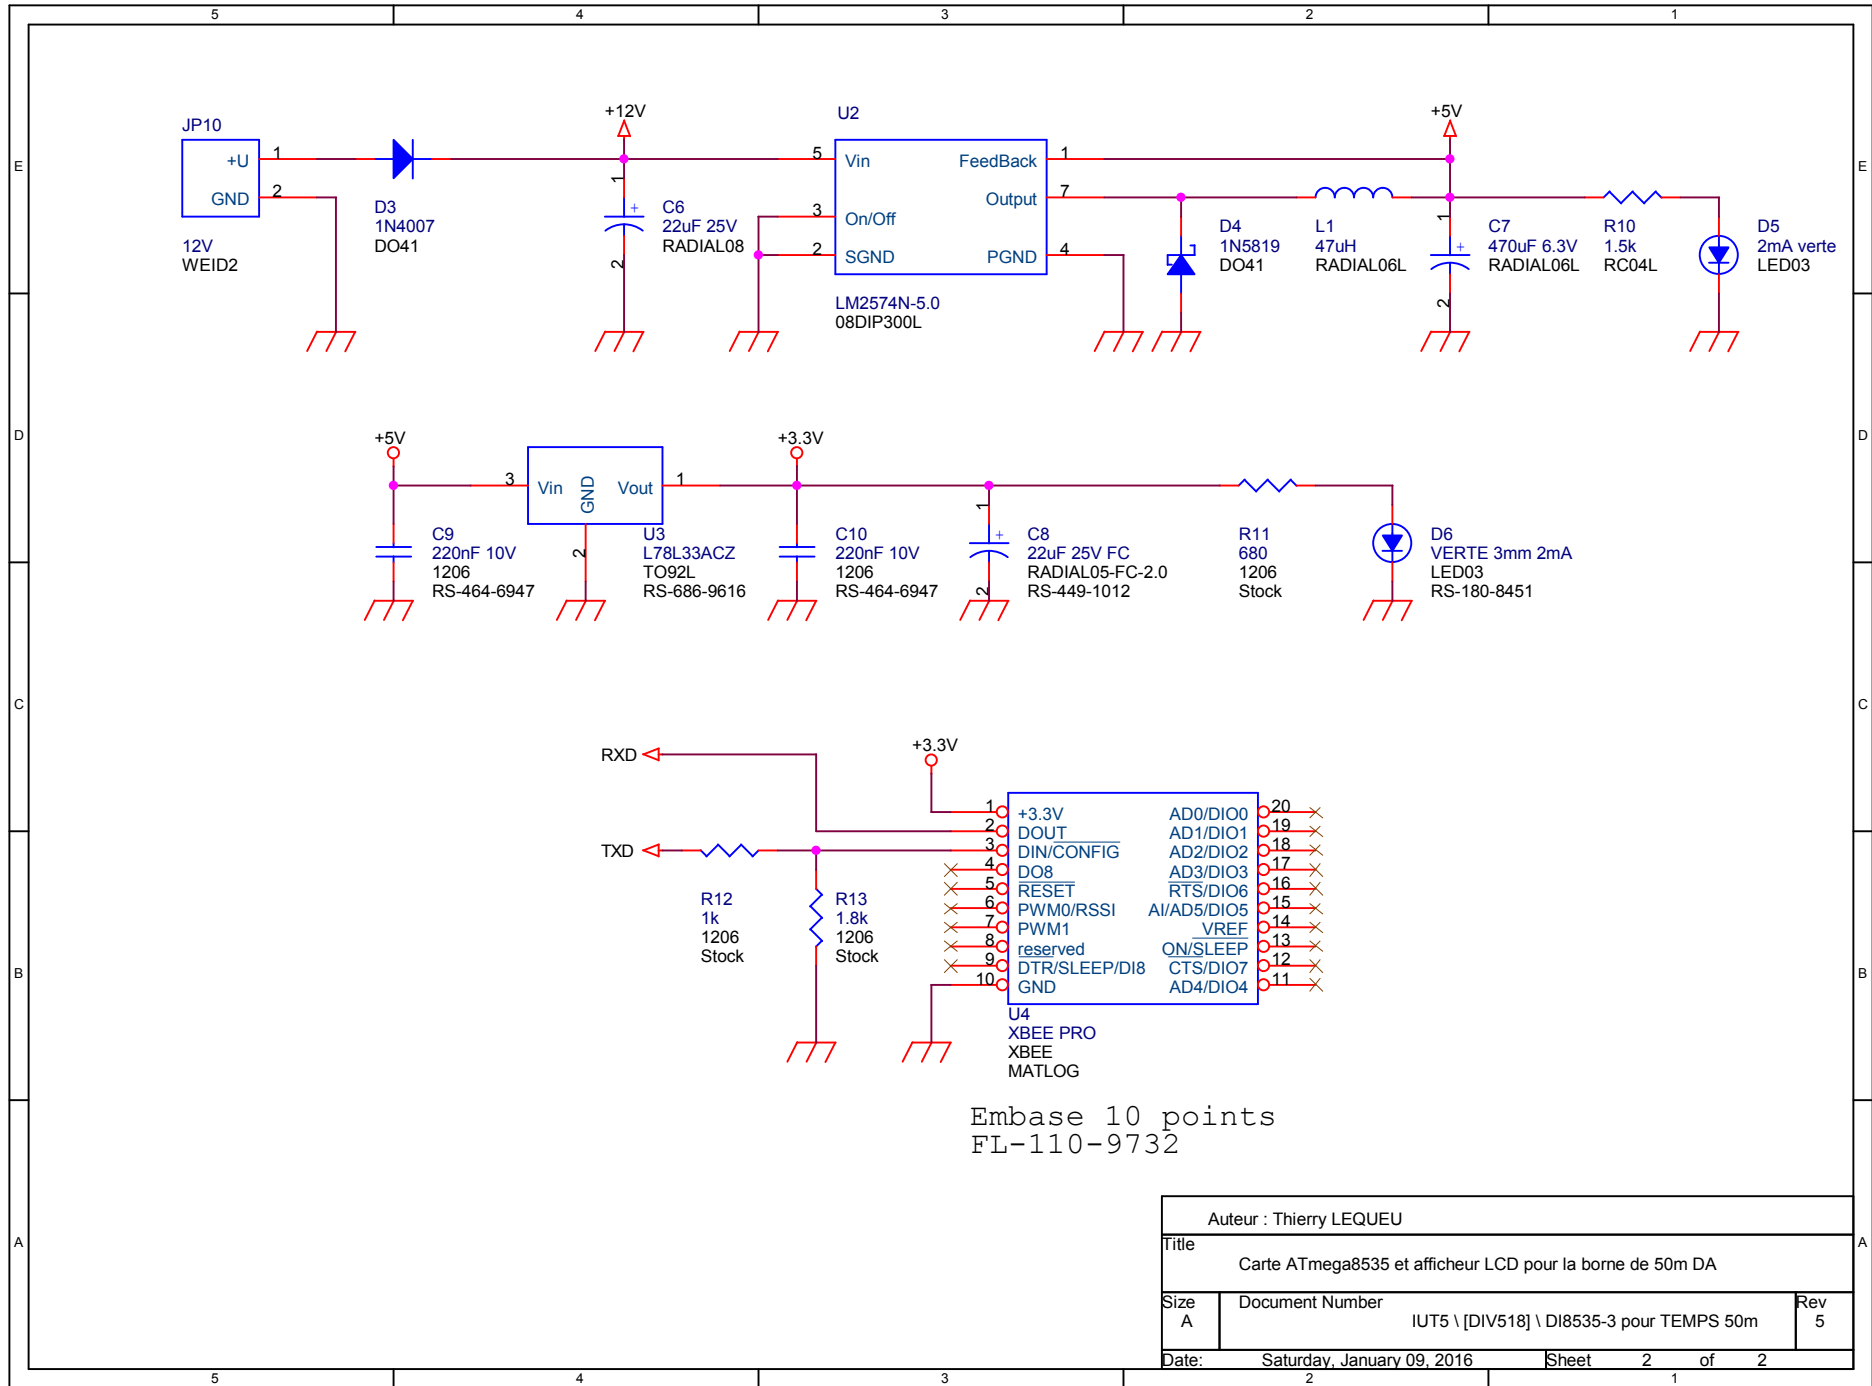 5 4 3 2 1
E E
D D
C C
B B
A A
JP10
+U 1
GND 2
12V
WEID2
D3
1N4007
DO41
+12V
1
+
2
C6
22uF 25V
RADIAL08
U2
5 Vin
3 On/Off
2 SGND
FeedBack 1
Output 7
PGND 4
LM2574N-5.0
08DIP300L
D4
1N5819
DO41
L1
47uH
RADIAL06L
+5V
1
+
2
C7
470uF 6.3V
RADIAL06L
R10
1.5k
RC04L
D5
2mA verte
LED03
+5V
C9
220nF 10V
1206
RS-464-6947
3 Vin GND Vout 1
2
U3
L78L33ACZ
TO92L
RS-686-9616
+3.3V
C10
220nF 10V
1206
RS-464-6947
1
+
2
C8
22uF 25V FC
RADIAL05-FC-2.0
RS-449-1012
R11
680
1206
Stock
D6
VERTE 3mm 2mA
LED03
RS-180-8451
RXD
TXD
R12
1k
1206
Stock
R13
1.8k
1206
Stock
+3.3V
1 +3.3V AD0/DIO0 20
2 DOUT AD1/DIO1 19
3 DIN/CONFIG AD2/DIO2 18
4 DO8 AD3/DIO3 17
5 RESET RTS/DIO6 16
6 PWM0/RSSI AI/AD5/DIO5 15
7 PWM1 VREF 14
8 reserved ON/SLEEP 13
9 DTR/SLEEP/DI8 CTS/DIO7 12
10 GND AD4/DIO4 11
U4
XBEE PRO
XBEE
MATLOG
Embase 10 points
FL-110-9732
Auteur : Thierry LEQUEU
Title
Carte ATmega8535 et afficheur LCD pour la borne de 50m DA
Size Document Number Rev
A IUT5 \ [DIV518] \ DI8535-3 pour TEMPS 50m 5
Date: Saturday, January 09, 2016 Sheet 2 of 2
5 4 3 2 1